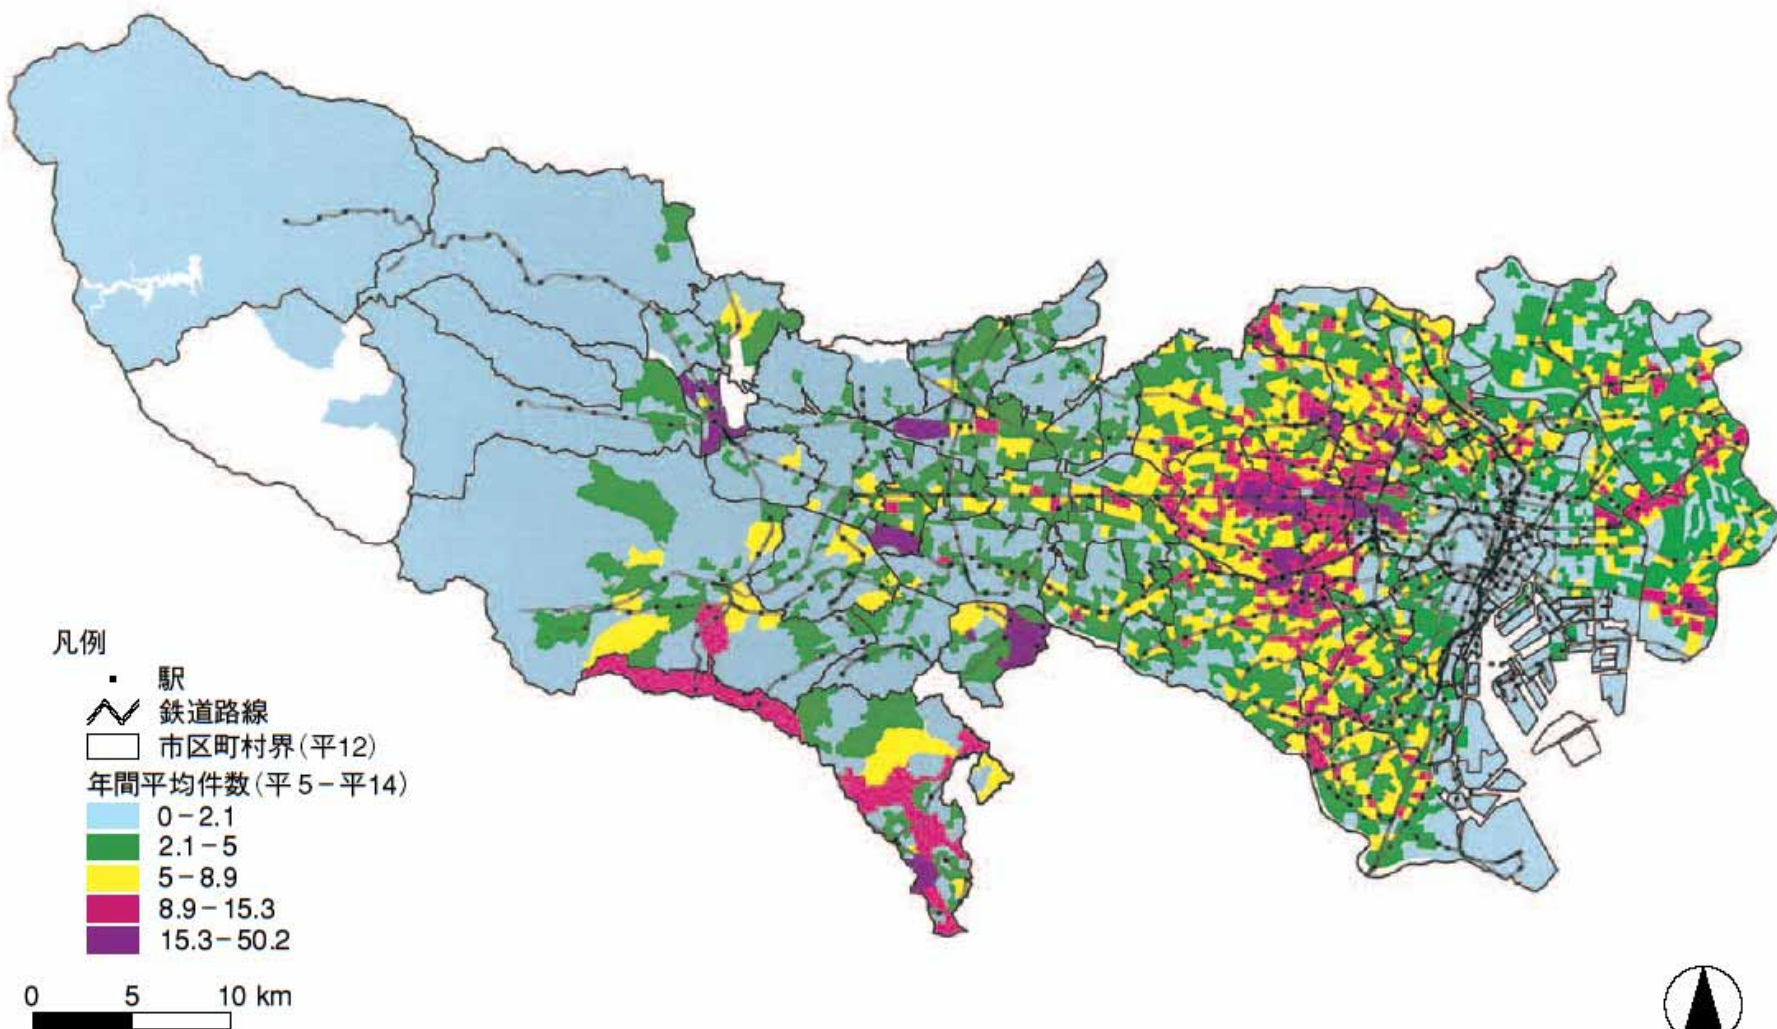 凡例
駅
鉄道路線
市区町村界(平12)
年間平均件数(平5-平14)
0-2.1
2.1-5
5-8.9
8.9-15.3
15.3-50.2
0 5 10 km